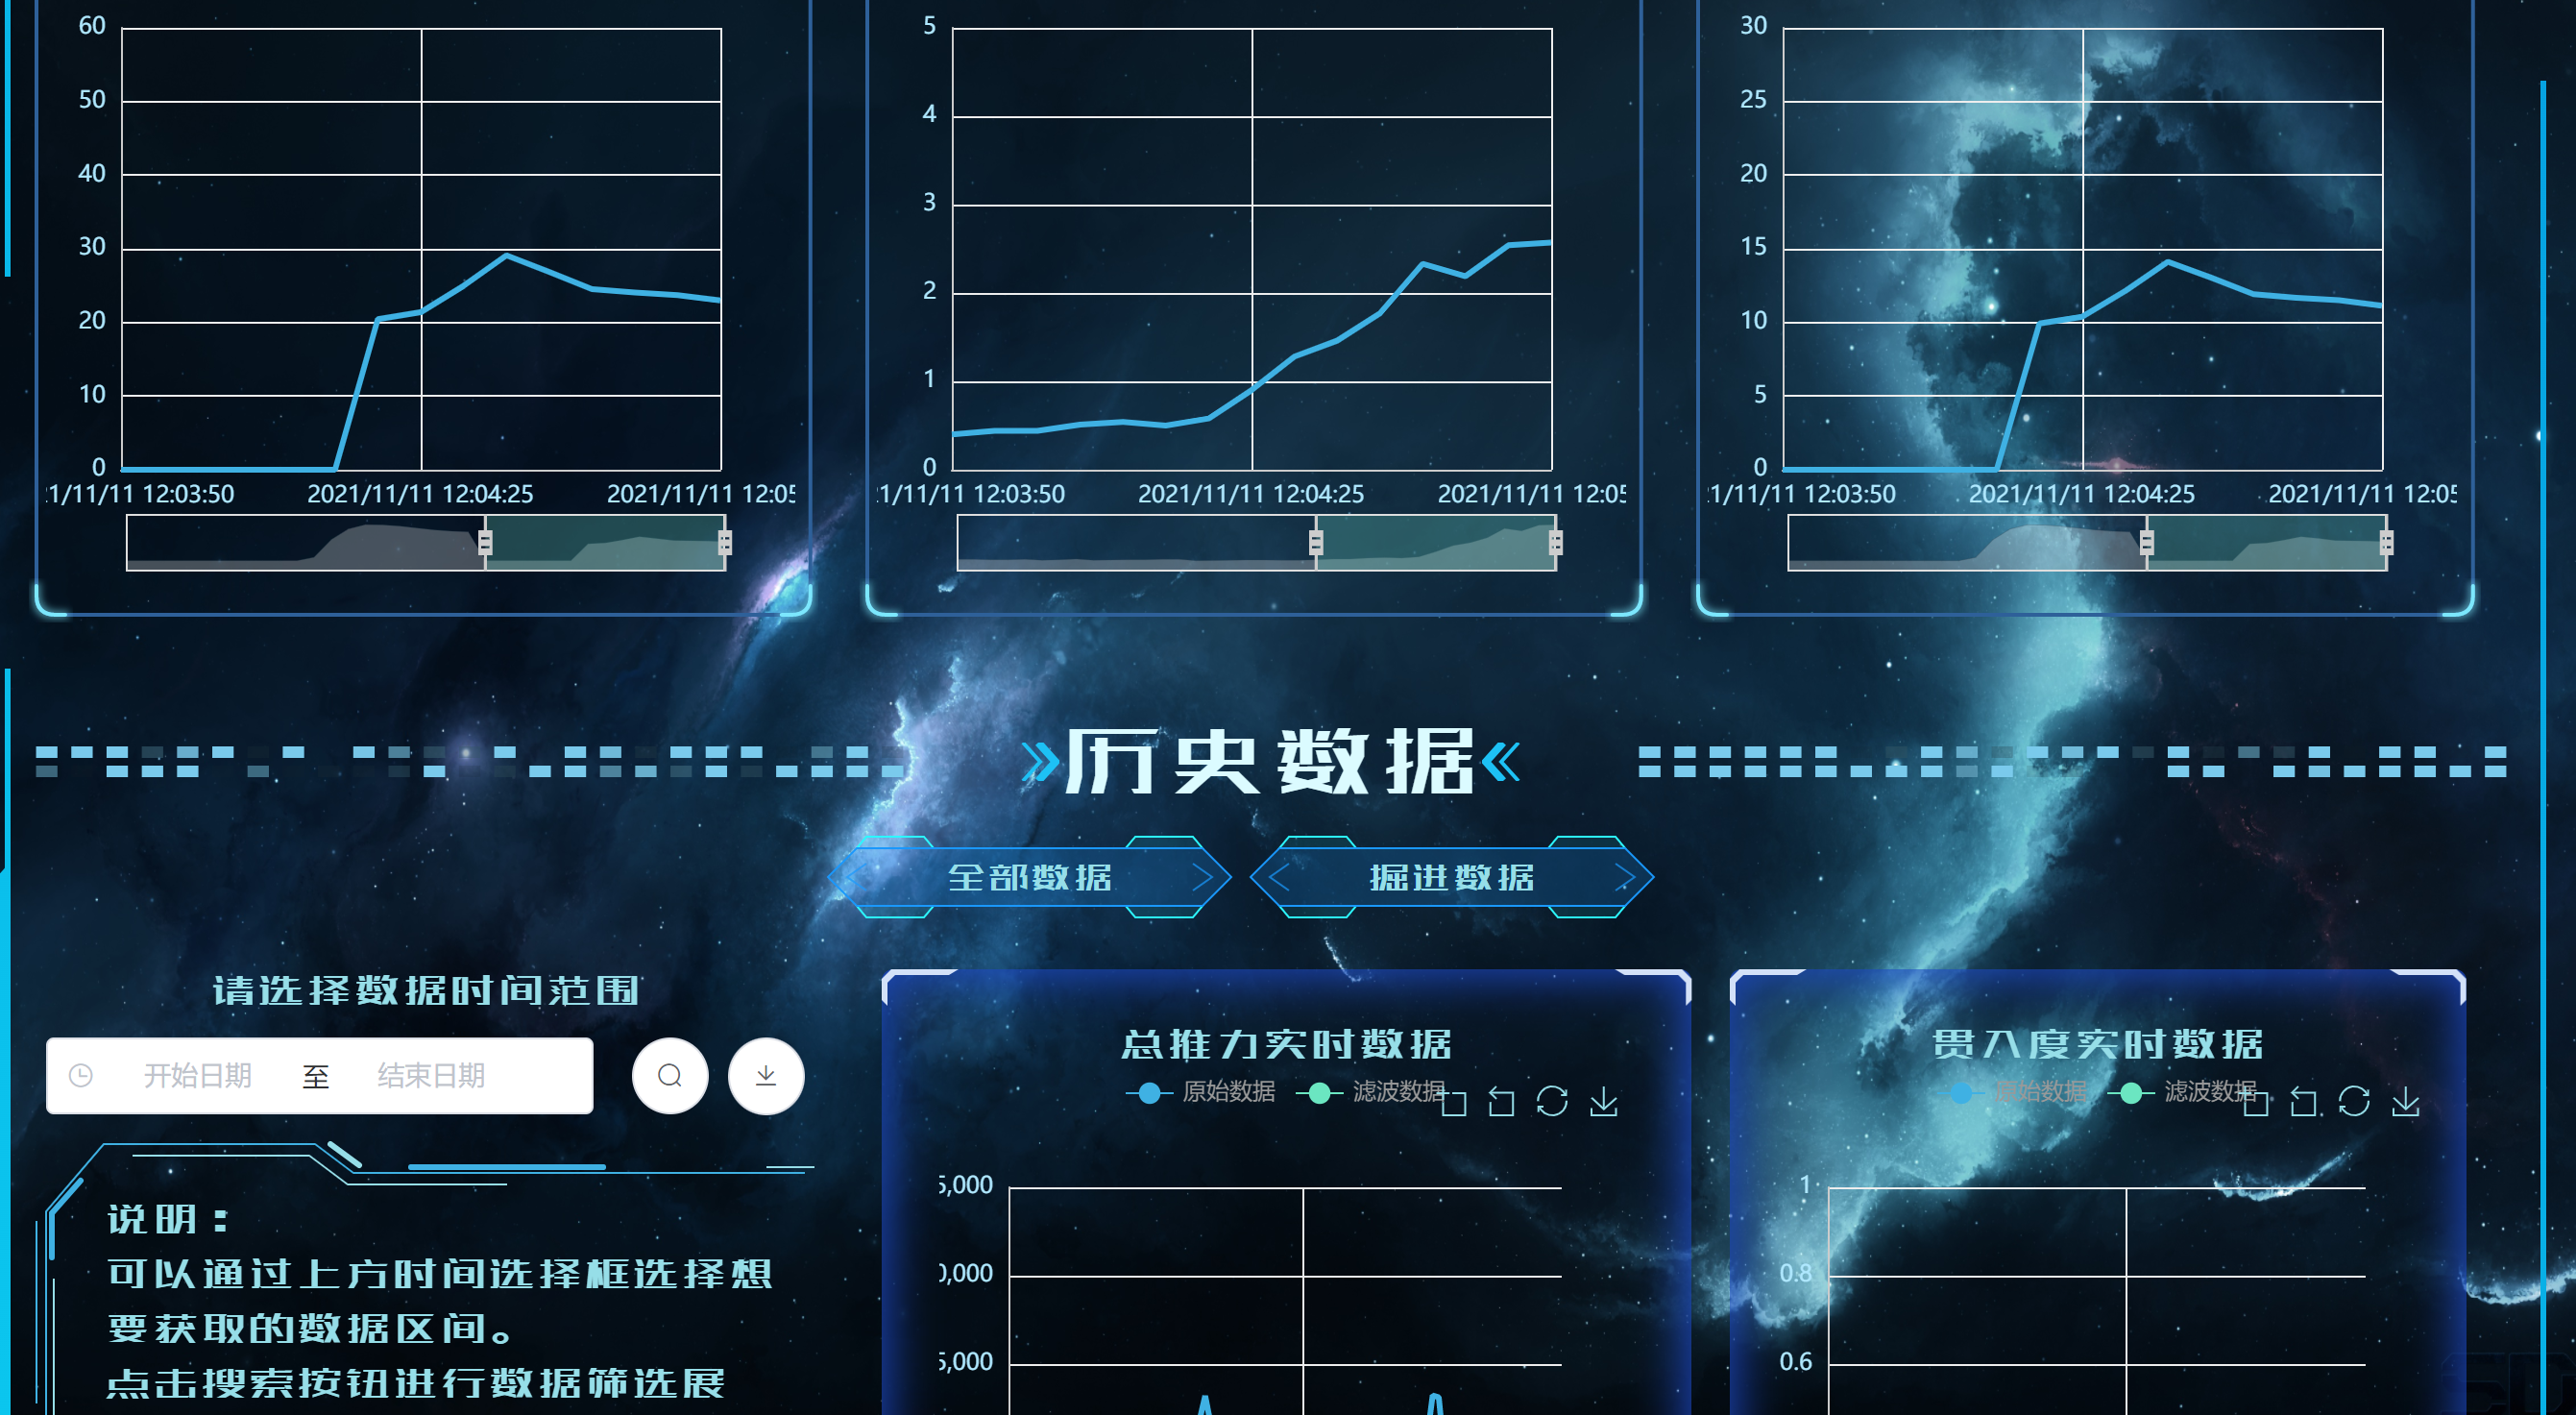 60
50
40
30
20
10
0
1/11/11 12:03:50 2021/11/11 12:04:25 2021/11/11 12:05
5
4
3
2
1
0
1/11/11 12:03:50 2021/11/11 12:04:25 2021/11/11 12:05
30
25
20
15
10
5
0
1/11/11 12:03:50 2021/11/11 12:04:25 2021/11/11 12:05
历史数据
全部数据 掘进数据
请选择数据时间范围
开始日期 至 结束日期
说明：
可以通过上方时间选择框选择想
要获取的数据区间。
点击搜索按钮进行数据筛选展
总推力实时数据
原始数据 滤波数据
5,000
0,000
5,000
贯入度实时数据
原始数据 滤波数据
1
0.8
0.6